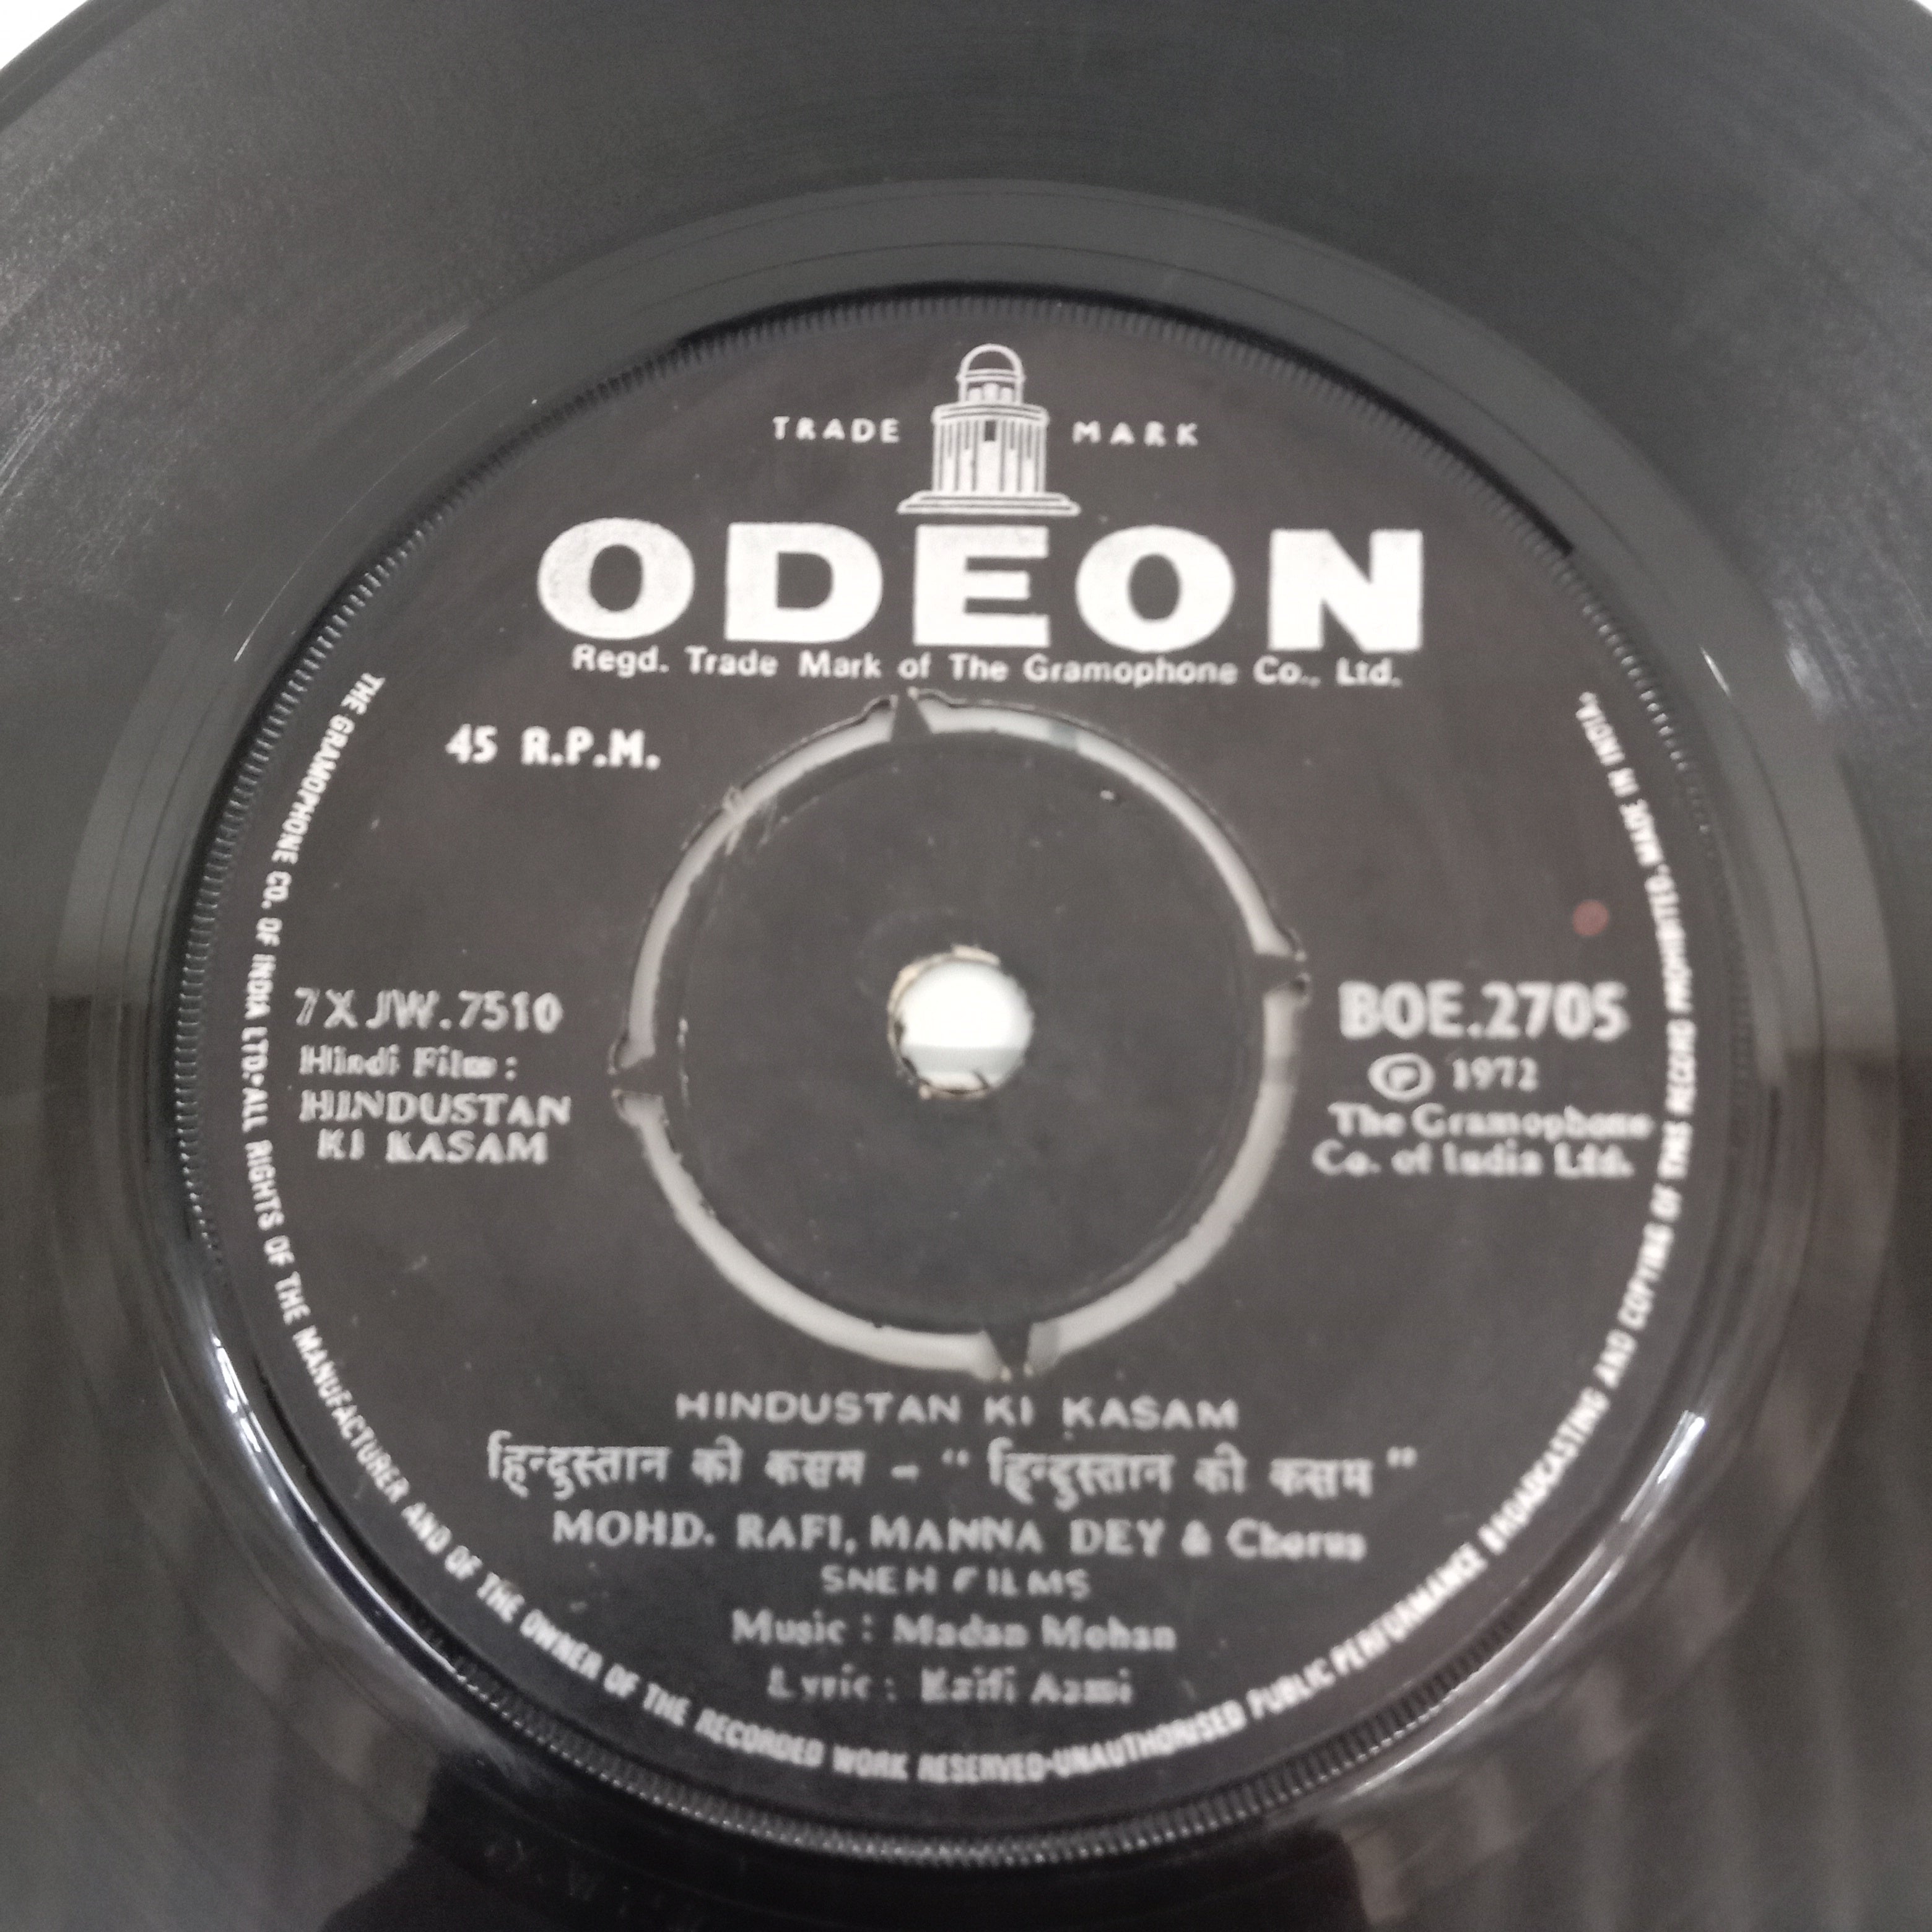 TRADE MARK
ODEON
Regd. Trade Mark of The Gramophone Co., Ltd.
45 R.P.M.
7XJW.7510
Hindi Film :
HINDUSTAN
KI KASAM
BOE.2705
Ⓟ 1972
The Gramophone
Co. of India Ltd.
HINDUSTAN KI KASAM
हिन्दुस्तान की कसम – “ हिन्दुस्तान की कसम ”
MOHD. RAFI, MANNA DEY & Chorus
SNEH FILMS
Music : Madan Mohan
Lyric : Kaifi Azmi
THE GRAMOPHONE CO. OF INDIA LTD.·ALL RIGHTS OF THE MANUFACTURER AND OF THE OWNER OF THE RECORDED WORK RESERVED·UNAUTHORISED PUBLIC PERFORMANCE BROADCASTING AND COPYING OF THIS RECORD PROHIBITED. MADE IN INDIA.